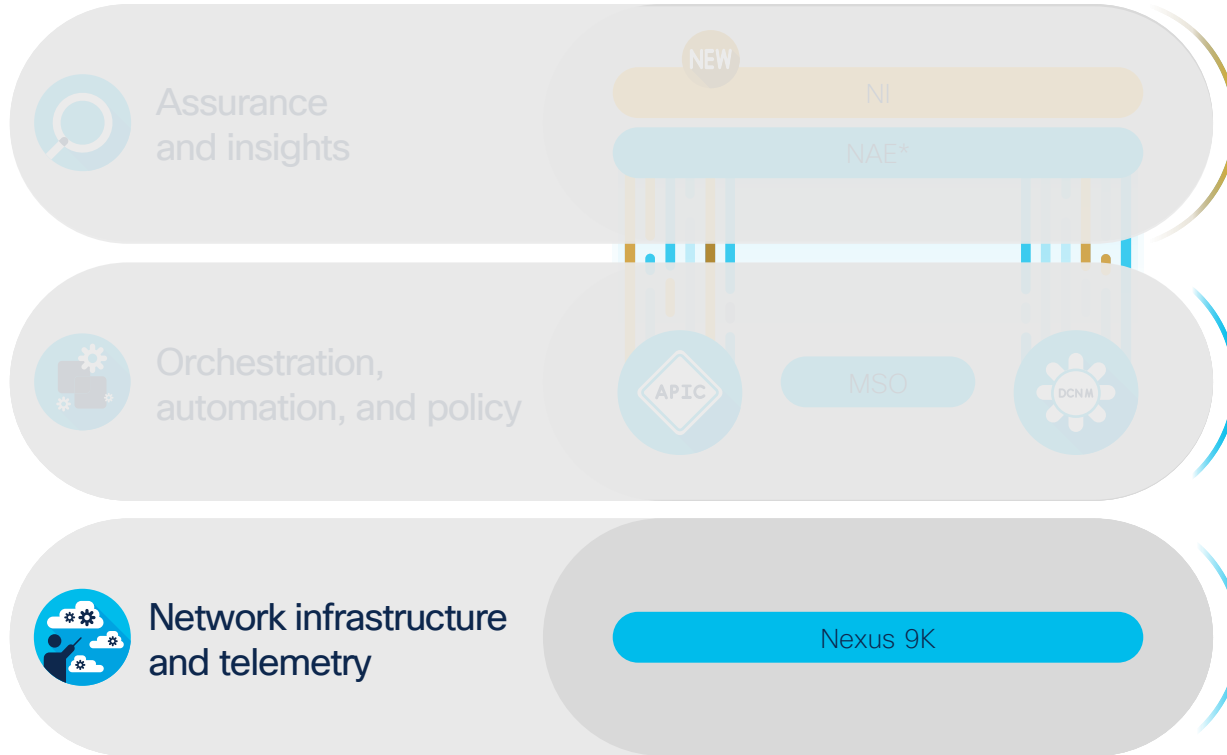 NEW
Assurance
and insights
NI
NAE*
Orchestration,
automation, and policy
APIC
MSO
DCNM
Network infrastructure
and telemetry
Nexus 9K